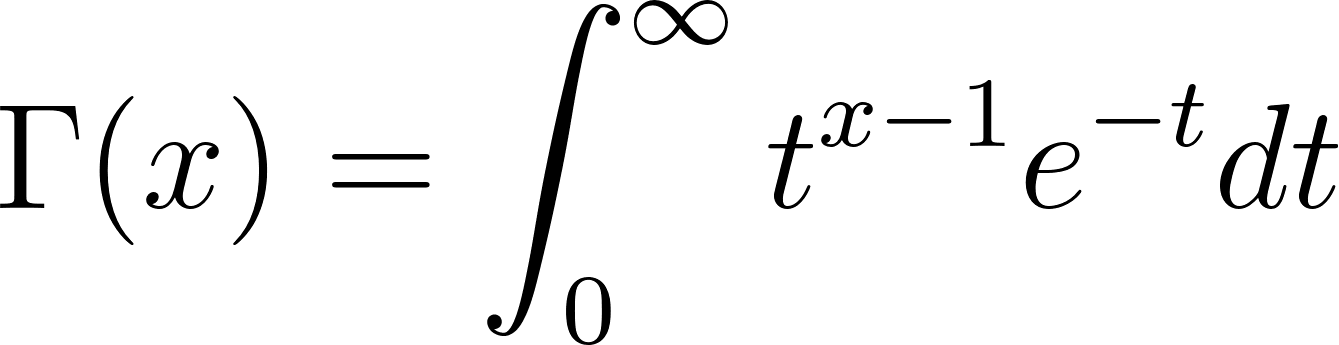 Γ(x) = ∫₀^∞ t^{x−1}e^{−t}dt